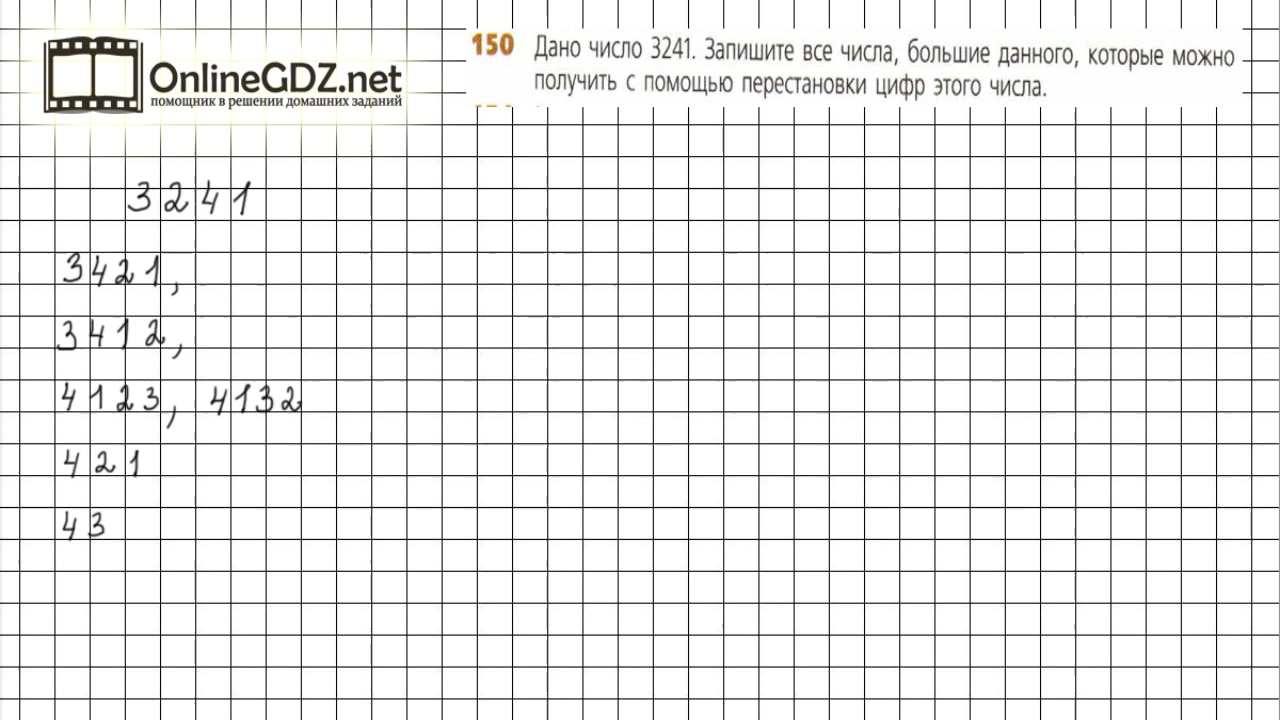 OnlineGDZ.net
помощник в решении домашних заданий
150 Дано число 3241. Запишите все числа, большие данного, которые можно
получить с помощью перестановки цифр этого числа.
3241
3421,
3412,
4123, 4132
421
43